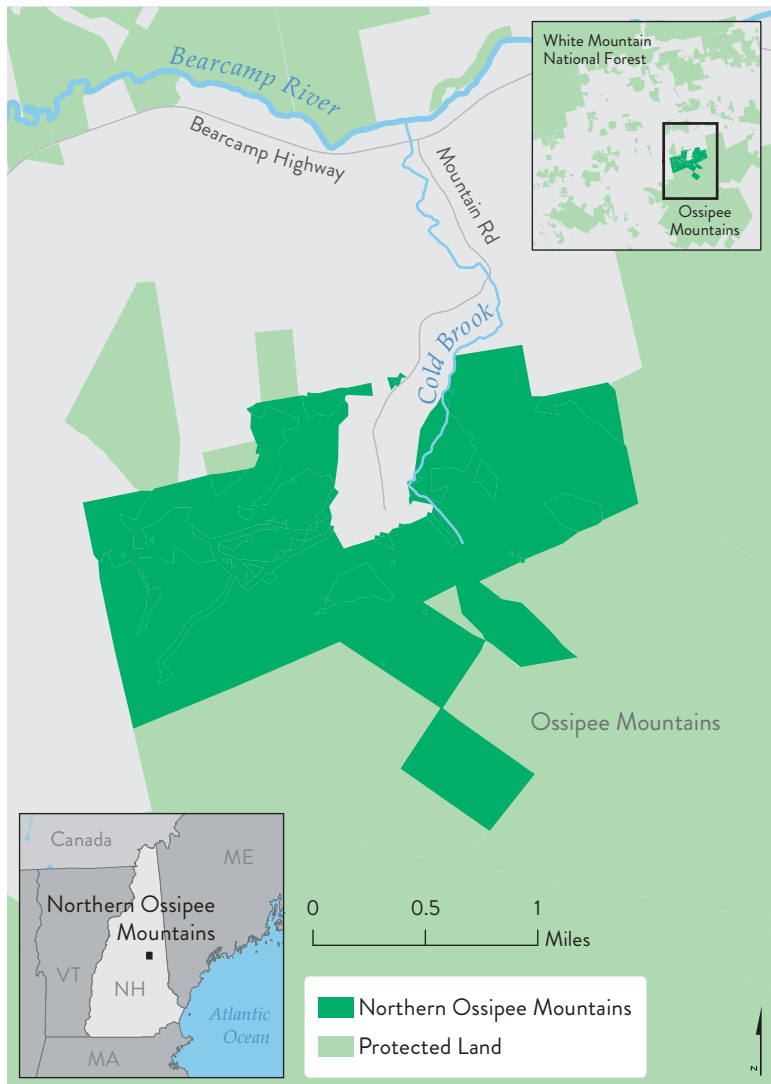 Bearcamp River
Bearcamp Highway
Mountain Rd
Cold Brook
White Mountain
National Forest
Ossipee
Mountains
Ossipee Mountains
Canada
ME
Northern Ossipee
Mountains
VT
NH
Atlantic
Ocean
MA
0 0.5 1
Miles
Northern Ossipee Mountains
Protected Land
N